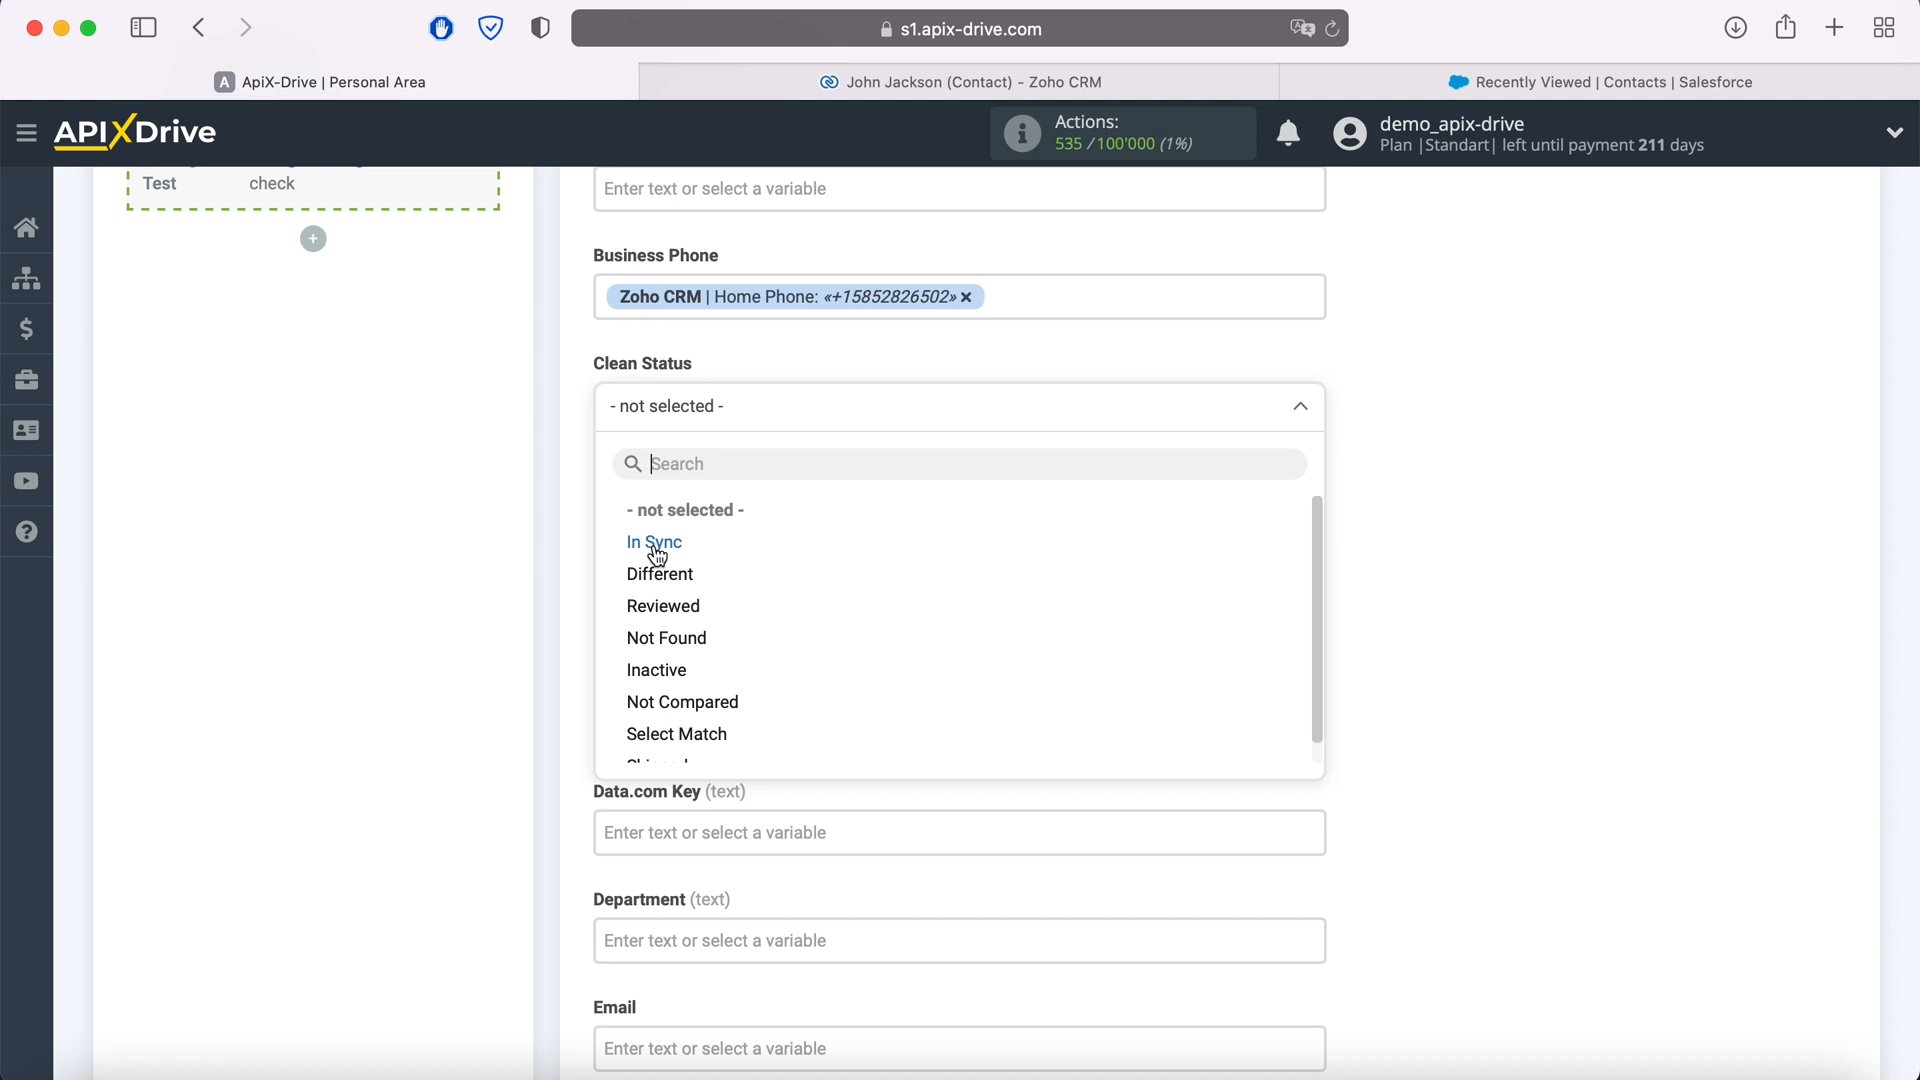 s1.apix-drive.com
A ApiX-Drive | Personal Area
John Jackson (Contact) - Zoho CRM
Recently Viewed | Contacts | Salesforce
APIXDrive
Actions:
535 / 100'000 (1%)
demo_apix-drive
Plan |Standart| left until payment 211 days
Test check
Enter text or select a variable
Business Phone
Zoho CRM | Home Phone: «+15852826502» ×
Clean Status
- not selected -
Search
- not selected -
In Sync
Different
Reviewed
Not Found
Inactive
Not Compared
Select Match
Data.com Key (text)
Enter text or select a variable
Department (text)
Enter text or select a variable
Email
Enter text or select a variable